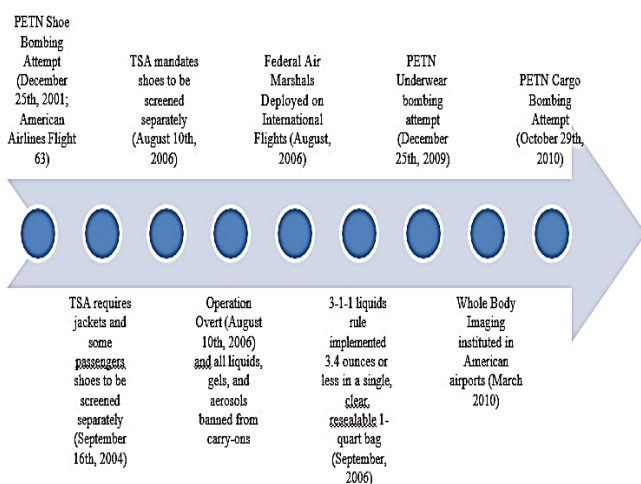 PETN Shoe
Bombing
Attempt
(December
25th, 2001;
American
Airlines Flight
63)
TSA requires
jackets and
some
passengers
shoes to be
screened
separately
(September
16th, 2004)
TSA mandates
shoes to be
screened
separately
(August 10th,
2006)
Operation
Overt (August
10th, 2006)
and all liquids,
gels, and
aerosols
banned from
carry-ons
Federal Air
Marshals
Deployed on
International
Flights (August,
2006)
3-1-1 liquids
rule
implemented
3.4 ounces or
less in a single,
clear,
resealable 1-
quart bag
(September,
2006)
PETN
Underwear
bombing
attempt
(December
25th, 2009)
Whole Body
Imaging
instituted in
American
airports (March
2010)
PETN Cargo
Bombing
Attempt
(October 29th,
2010)